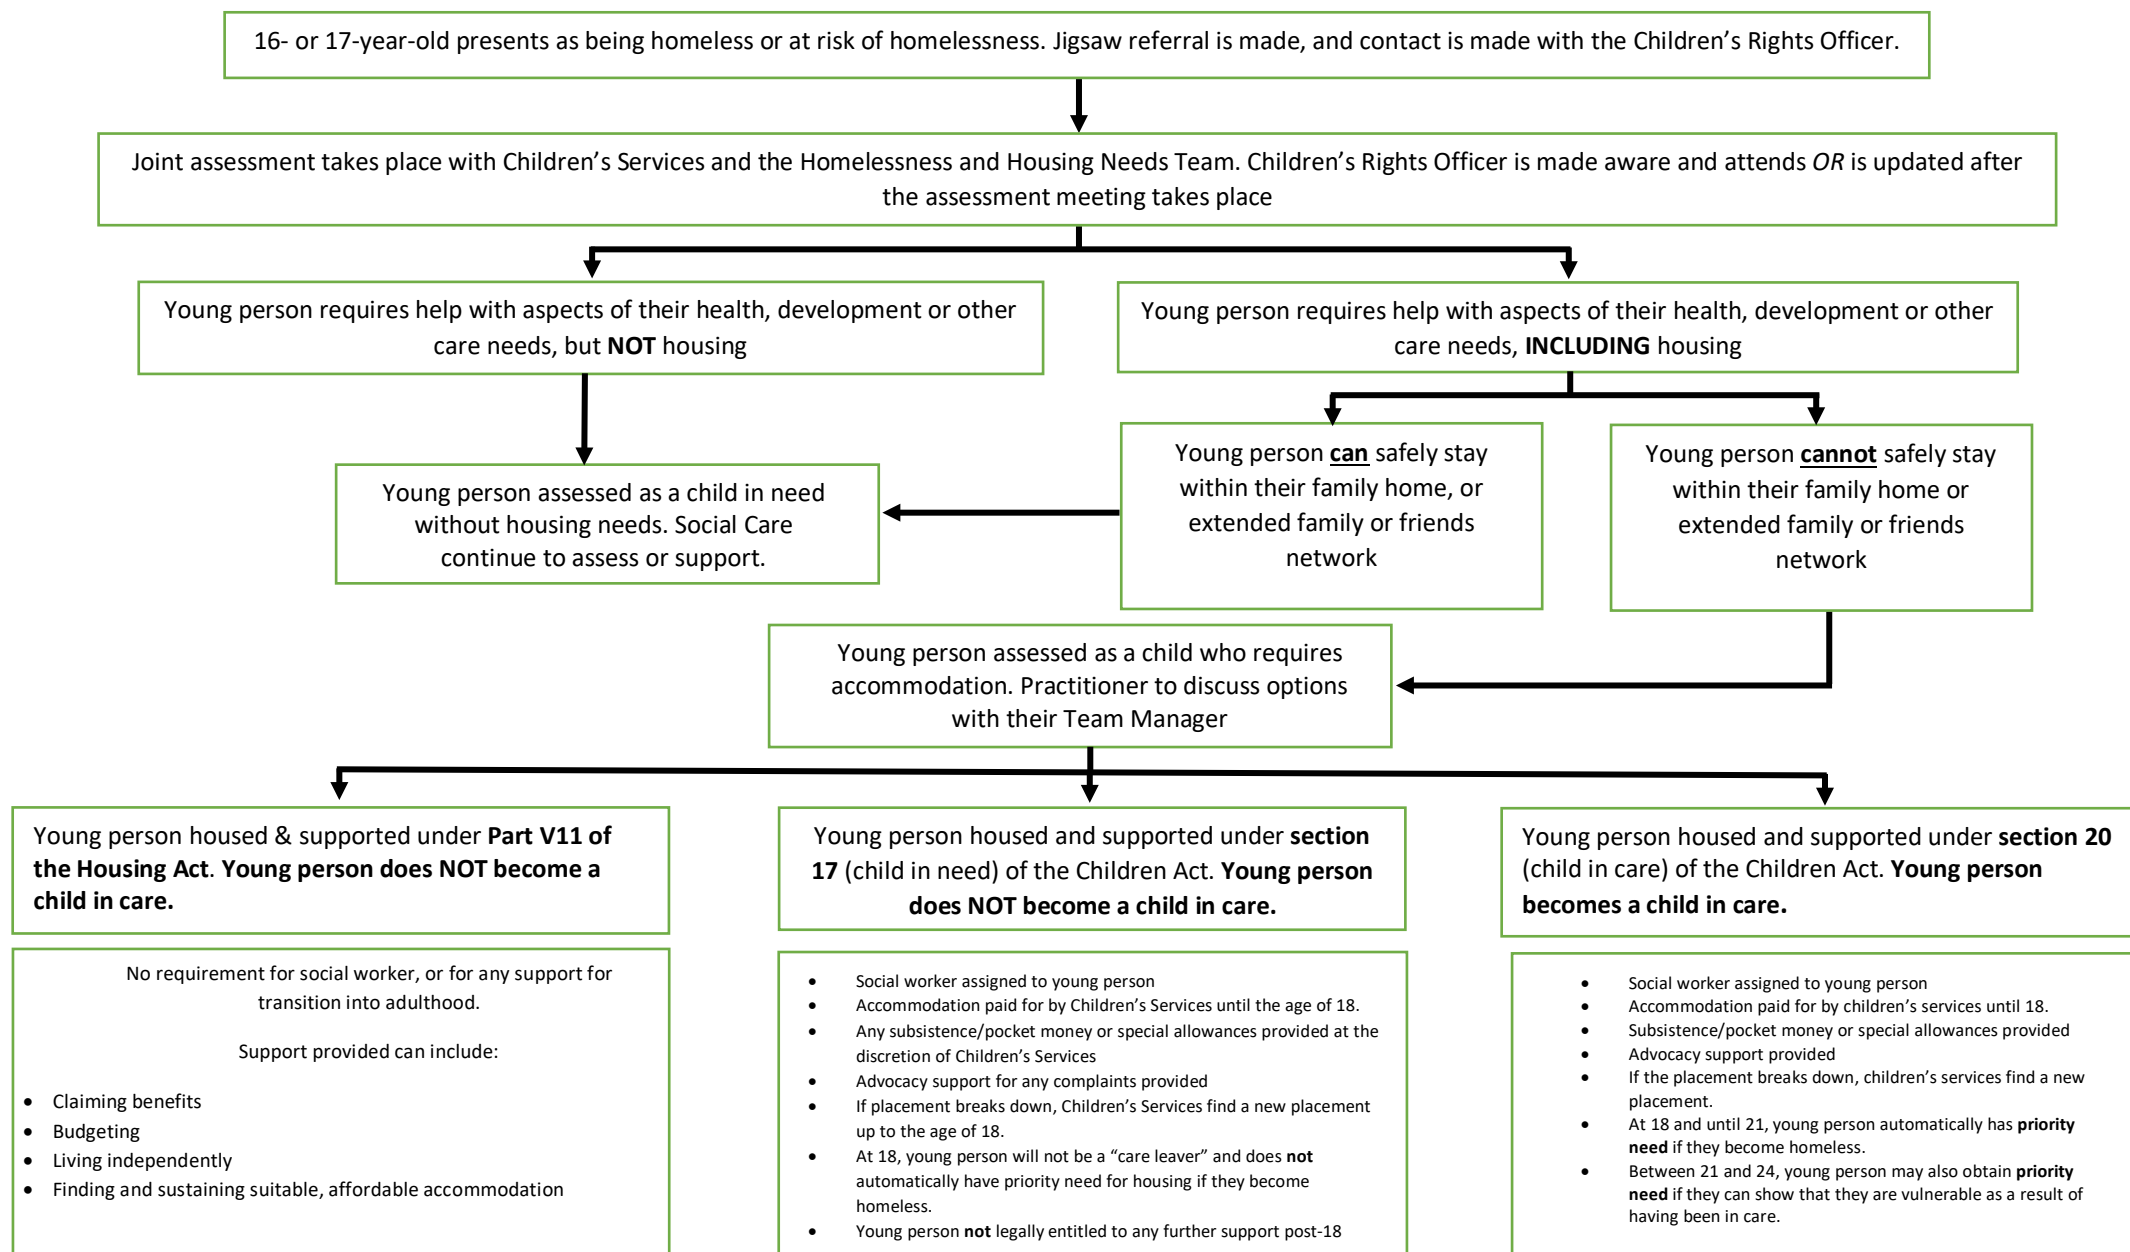 16- or 17-year-old presents as being homeless or at risk of homelessness. Jigsaw referral is made, and contact is made with the Children’s Rights Officer.
Joint assessment takes place with Children’s Services and the Homelessness and Housing Needs Team. Children’s Rights Officer is made aware and attends OR is updated after
the assessment meeting takes place
Young person requires help with aspects of their health, development or other
care needs, but NOT housing
Young person requires help with aspects of their health, development or other
care needs, INCLUDING housing
Young person assessed as a child in need
without housing needs. Social Care
continue to assess or support.
Young person can safely stay
within their family home, or
extended family or friends
network
Young person cannot safely stay
within their family home or
extended family or friends
network
Young person assessed as a child who requires
accommodation. Practitioner to discuss options
with their Team Manager
Young person housed & supported under Part V11 of
the Housing Act. Young person does NOT become a
child in care.
No requirement for social worker, or for any support for
transition into adulthood.
Support provided can include:
• Claiming benefits
• Budgeting
• Living independently
• Finding and sustaining suitable, affordable accommodation
Young person housed and supported under section
17 (child in need) of the Children Act. Young person
does NOT become a child in care.
• Social worker assigned to young person
• Accommodation paid for by Children’s Services until the age of 18.
• Any subsistence/pocket money or special allowances provided at the
discretion of Children’s Services
• Advocacy support for any complaints provided
• If placement breaks down, Children’s Services find a new placement
up to the age of 18.
• At 18, young person will not be a “care leaver” and does not
automatically have priority need for housing if they become
homeless.
• Young person not legally entitled to any further support post-18
Young person housed and supported under section 20
(child in care) of the Children Act. Young person
becomes a child in care.
• Social worker assigned to young person
• Accommodation paid for by children’s services until 18.
• Subsistence/pocket money or special allowances provided
• Advocacy support provided
• If the placement breaks down, children’s services find a new
placement.
• At 18 and until 21, young person automatically has priority
need if they become homeless.
• Between 21 and 24, young person may also obtain priority
need if they can show that they are vulnerable as a result of
having been in care.